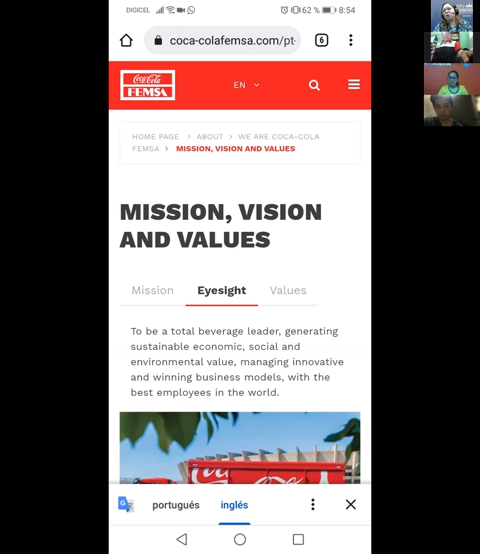 DIGICEL
62 % 8:54
coca-colafemsa.com/pt-
6
Coca-Cola
FEMSA
EN
HOME PAGE > ABOUT > WE ARE COCA-COLA
FEMSA > MISSION, VISION AND VALUES
MISSION, VISION
AND VALUES
Mission Eyesight Values
To be a total beverage leader, generating
sustainable economic, social and
environmental value, managing innovative
and winning business models, with the
best employees in the world.
português inglês